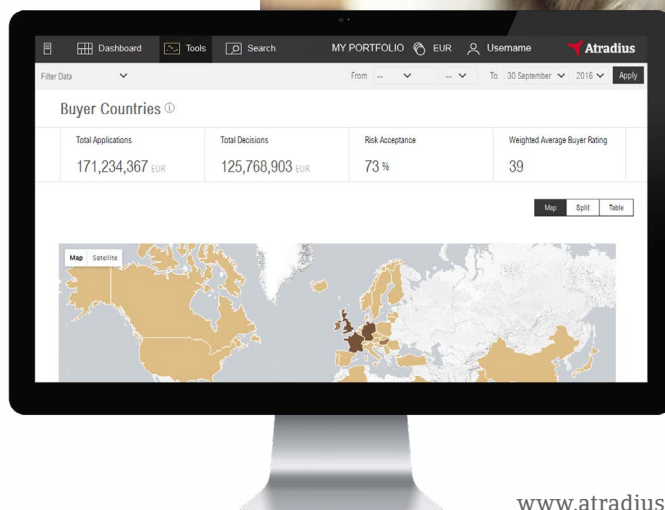 Dashboard Tools Search MY PORTFOLIO EUR Username Atradius
Filter Data From -- -- To 30 September 2016 Apply
Buyer Countries
Total Applications Total Decisions Risk Acceptance Weighted Average Buyer Rating
171,234,367 EUR 125,768,903 EUR 73 % 39
Map Split Table
Map Satellite
www.atradius